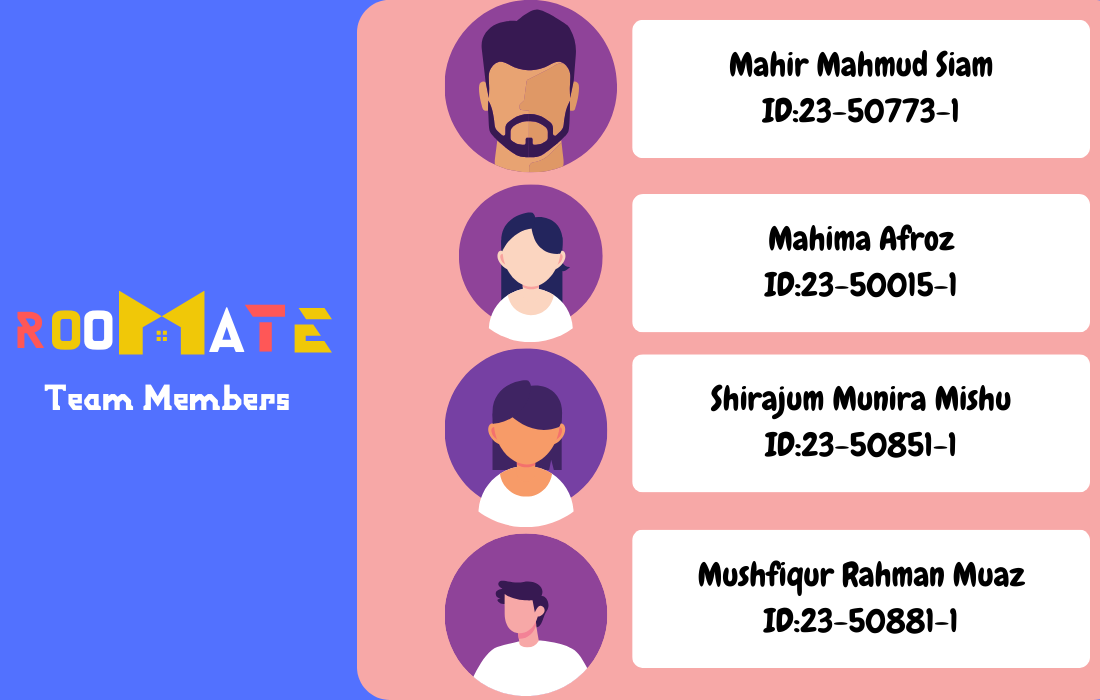 ROOMATE
Team Members
Mahir Mahmud Siam
ID:23-50773-1
Mahima Afroz
ID:23-50015-1
Shirajum Munira Mishu
ID:23-50851-1
Mushfiqur Rahman Muaz
ID:23-50881-1